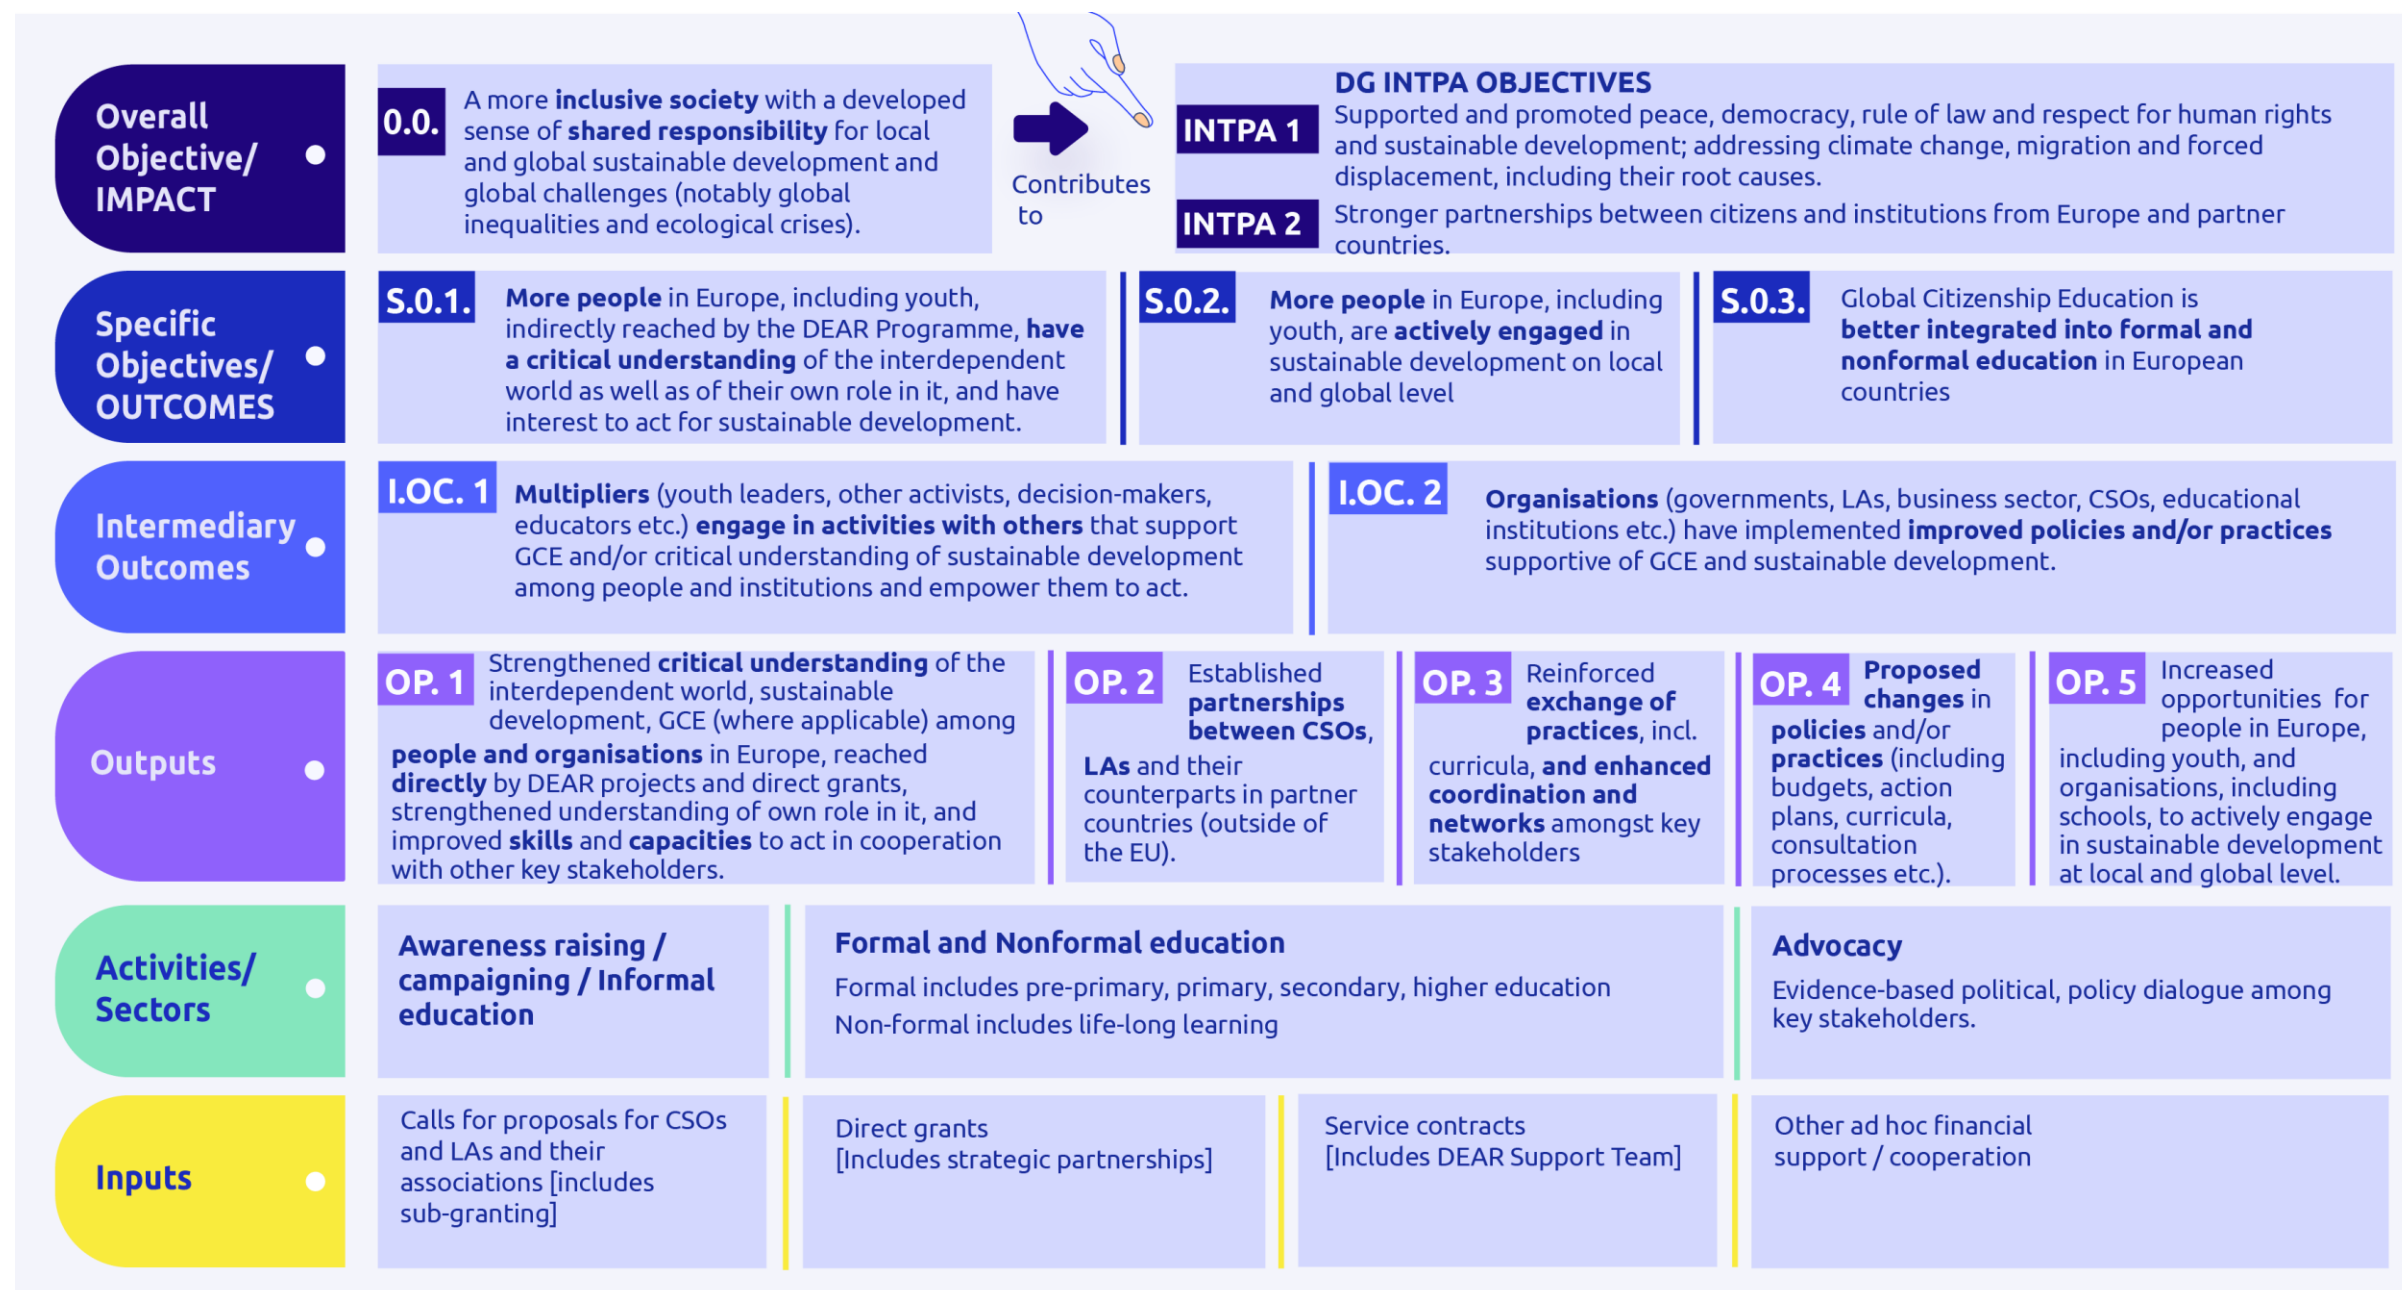 Overall
Objective/
IMPACT
0.0.
A more inclusive society with a developed
sense of shared responsibility for local
and global sustainable development and
global challenges (notably global
inequalities and ecological crises).
Contributes
to
DG INTPA OBJECTIVES
INTPA 1
Supported and promoted peace, democracy, rule of law and respect for human rights
and sustainable development; addressing climate change, migration and forced
displacement, including their root causes.
INTPA 2
Stronger partnerships between citizens and institutions from Europe and partner
countries.
Specific
Objectives/
OUTCOMES
S.0.1.
More people in Europe, including youth,
indirectly reached by the DEAR Programme, have
a critical understanding of the interdependent
world as well as of their own role in it, and have
interest to act for sustainable development.
S.0.2.
More people in Europe, including
youth, are actively engaged in
sustainable development on local
and global level
S.0.3.
Global Citizenship Education is
better integrated into formal and
nonformal education in European
countries
Intermediary
Outcomes
I.OC. 1
Multipliers (youth leaders, other activists, decision-makers,
educators etc.) engage in activities with others that support
GCE and/or critical understanding of sustainable development
among people and institutions and empower them to act.
I.OC. 2
Organisations (governments, LAs, business sector, CSOs, educational
institutions etc.) have implemented improved policies and/or practices
supportive of GCE and sustainable development.
Outputs
OP. 1
Strengthened critical understanding of the
interdependent world, sustainable
development, GCE (where applicable) among
people and organisations in Europe, reached
directly by DEAR projects and direct grants,
strengthened understanding of own role in it, and
improved skills and capacities to act in cooperation
with other key stakeholders.
OP. 2
Established
partnerships
between CSOs,
LAs and their
counterparts in partner
countries (outside of
the EU).
OP. 3
Reinforced
exchange of
practices, incl.
curricula, and enhanced
coordination and
networks amongst key
stakeholders
OP. 4
Proposed
changes in
policies and/or
practices (including
budgets, action
plans, curricula,
consultation
processes etc.).
OP. 5
Increased
opportunities for
people in Europe,
including youth, and
organisations, including
schools, to actively engage
in sustainable development
at local and global level.
Activities/
Sectors
Awareness raising /
campaigning / Informal
education
Formal and Nonformal education
Formal includes pre-primary, primary, secondary, higher education
Non-formal includes life-long learning
Advocacy
Evidence-based political, policy dialogue among
key stakeholders.
Inputs
Calls for proposals for CSOs
and LAs and their
associations [includes
sub-granting]
Direct grants
[Includes strategic partnerships]
Service contracts
[Includes DEAR Support Team]
Other ad hoc financial
support / cooperation